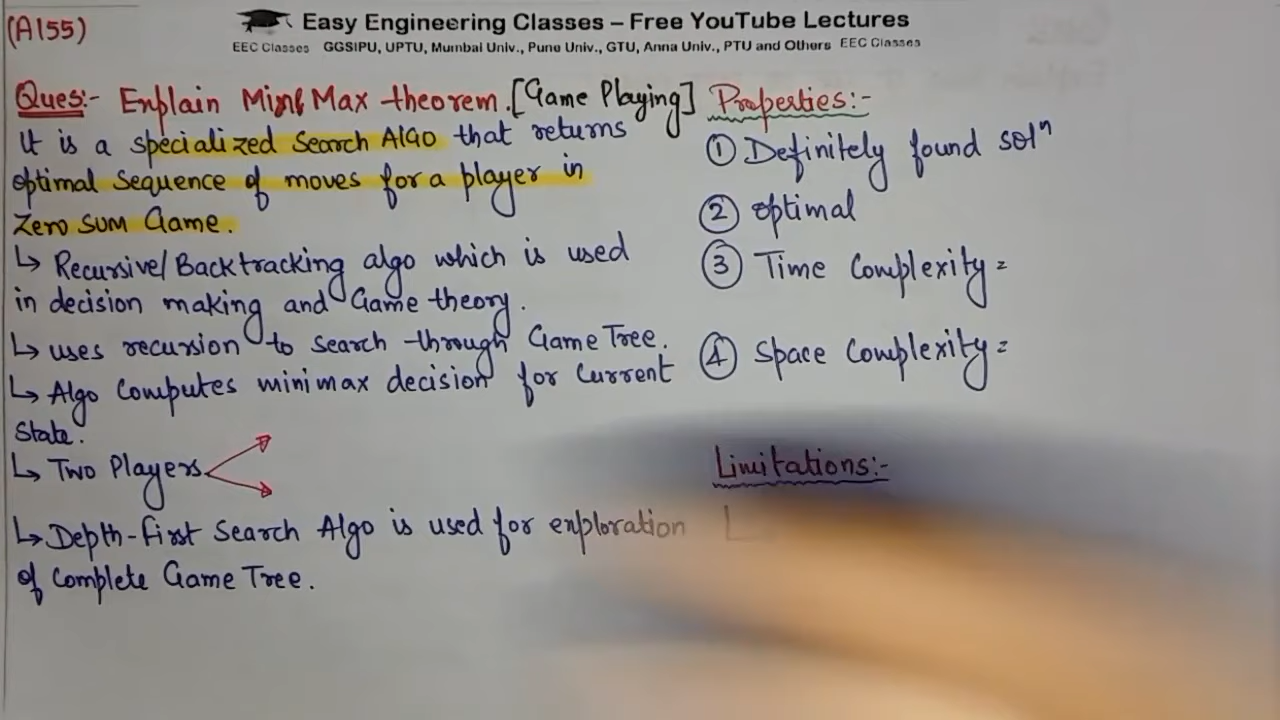 (AI55)
Easy Engineering Classes – Free YouTube Lectures
EEC Classes GGSIPU, UPTU, Mumbai Univ., Pune Univ., GTU, Anna Univ., PTU and Others EEC Classes
Ques:- Explain Mini Max theorem. [Game Playing]
It is a specialized Search Algo that returns
optimal sequence of moves for a player in
Zero sum Game.
↳ Recursive/Backtracking algo which is used
in decision making and Game theory.
↳ uses recursion to search through Game Tree.
↳ Algo Computes minimax decision for Current
State.
↳ Two Players
↳ Depth-First Search Algo is used for exploration
of Complete Game Tree.
Properties:-
① Definitely found solⁿ
② optimal
③ Time Complexity =
④ Space Complexity =
Limitations:-